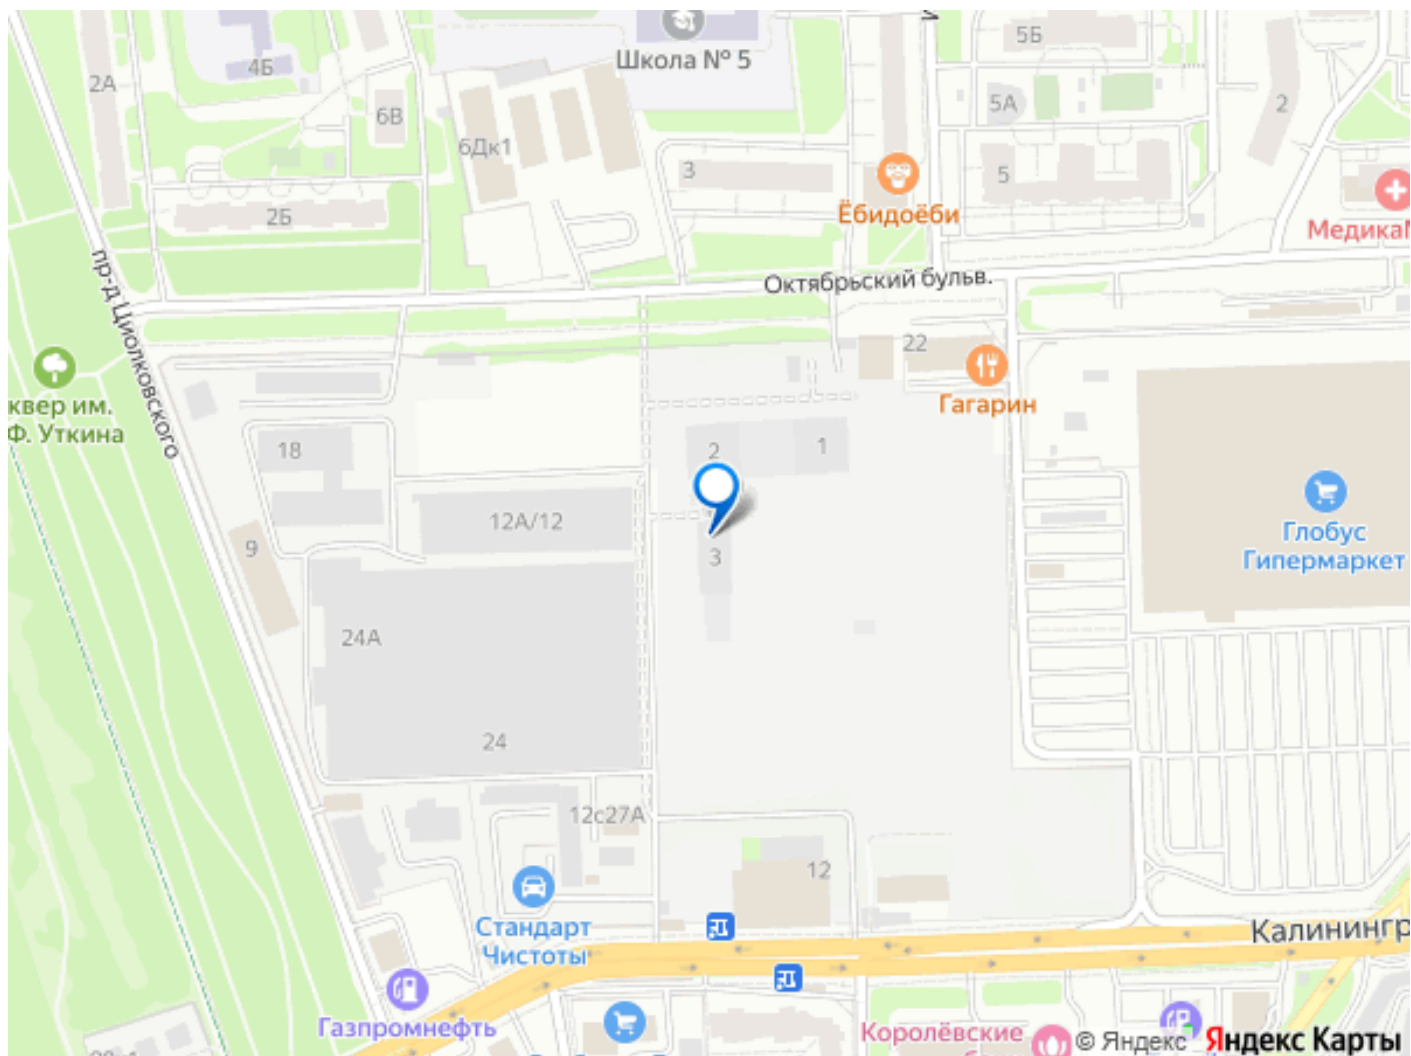 Школа № 5
5Б
4Б
2А
6В
5А
2
6Дк1
3
5
2Б
Ёбидоёби
Медика
пр-д Циолковского
Октябрьский бульв.
22
Гагарин
квер им.
Ф. Уткина
18
2
1
12А/12
9
3
Глобус
Гипермаркет
24А
24
12с27А
12
Стандарт
Чистоты
Калинингр
Газпромнефть
Королёвские
© Яндекс
Яндекс Карты